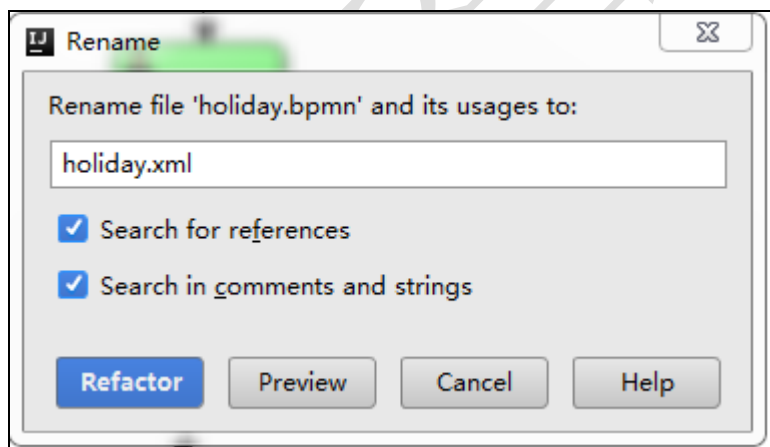 IJ
Rename
Rename file 'holiday.bpmn' and its usages to:
holiday.xml
Search for references
Search in comments and strings
Refactor
Preview
Cancel
Help